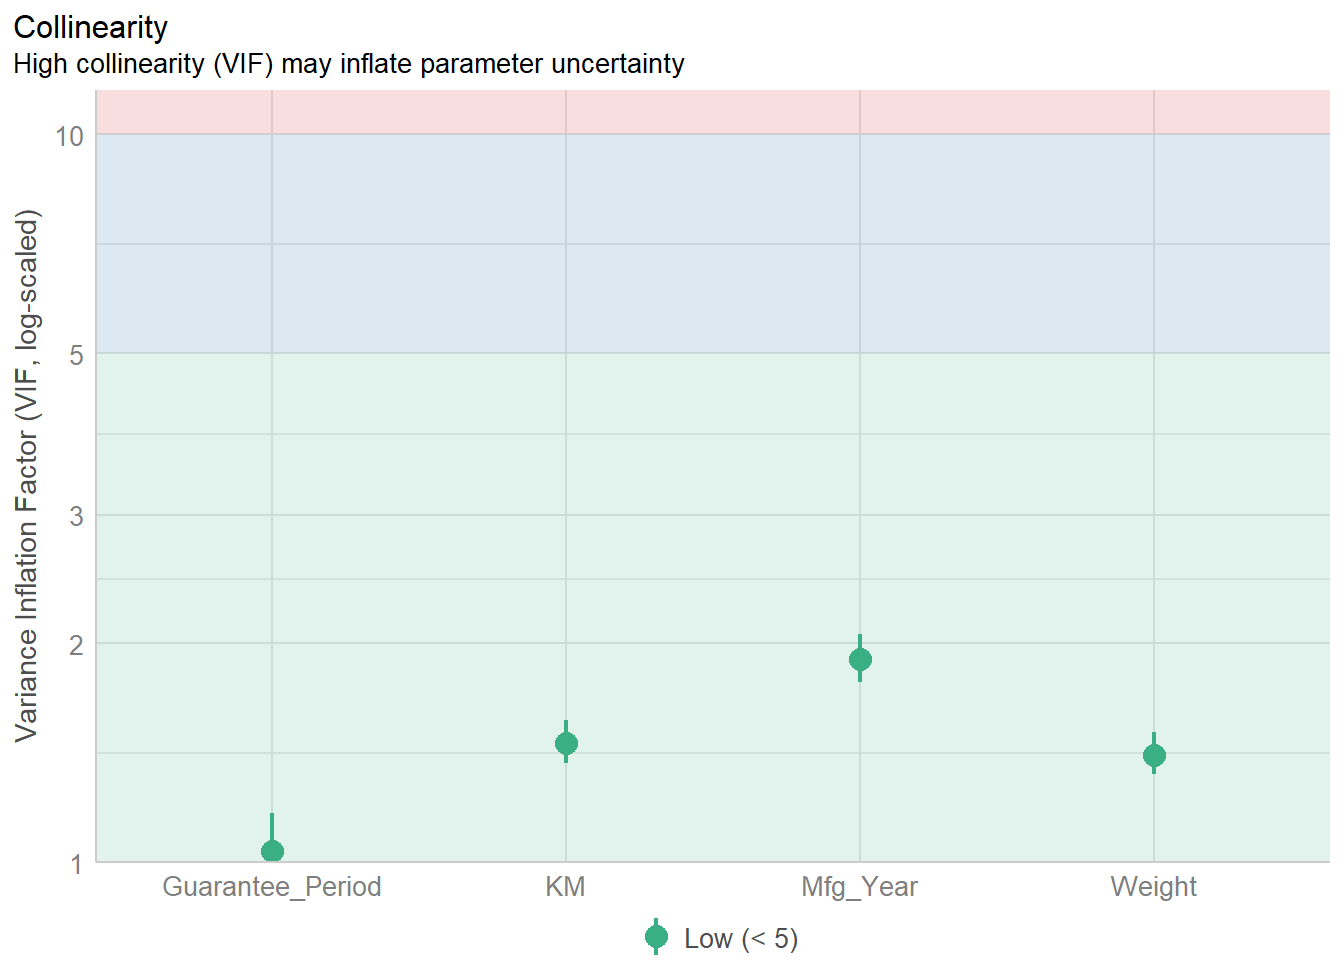 Collinearity
High collinearity (VIF) may inflate parameter uncertainty
Variance Inflation Factor (VIF, log-scaled)
10
5
3
2
1
Guarantee_Period
KM
Mfg_Year
Weight
Low (< 5)